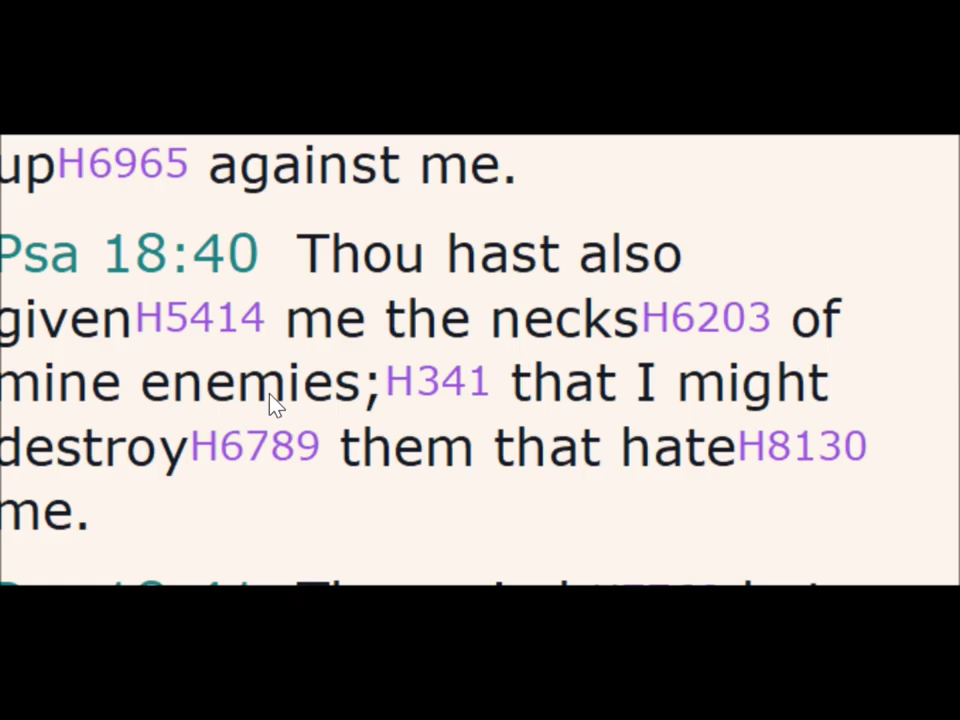 upH6965 against me.
Psa 18:40 Thou hast also
givenH5414 me the necksH6203 of
mine enemies;H341 that I might
destroyH6789 them that hateH8130
me.